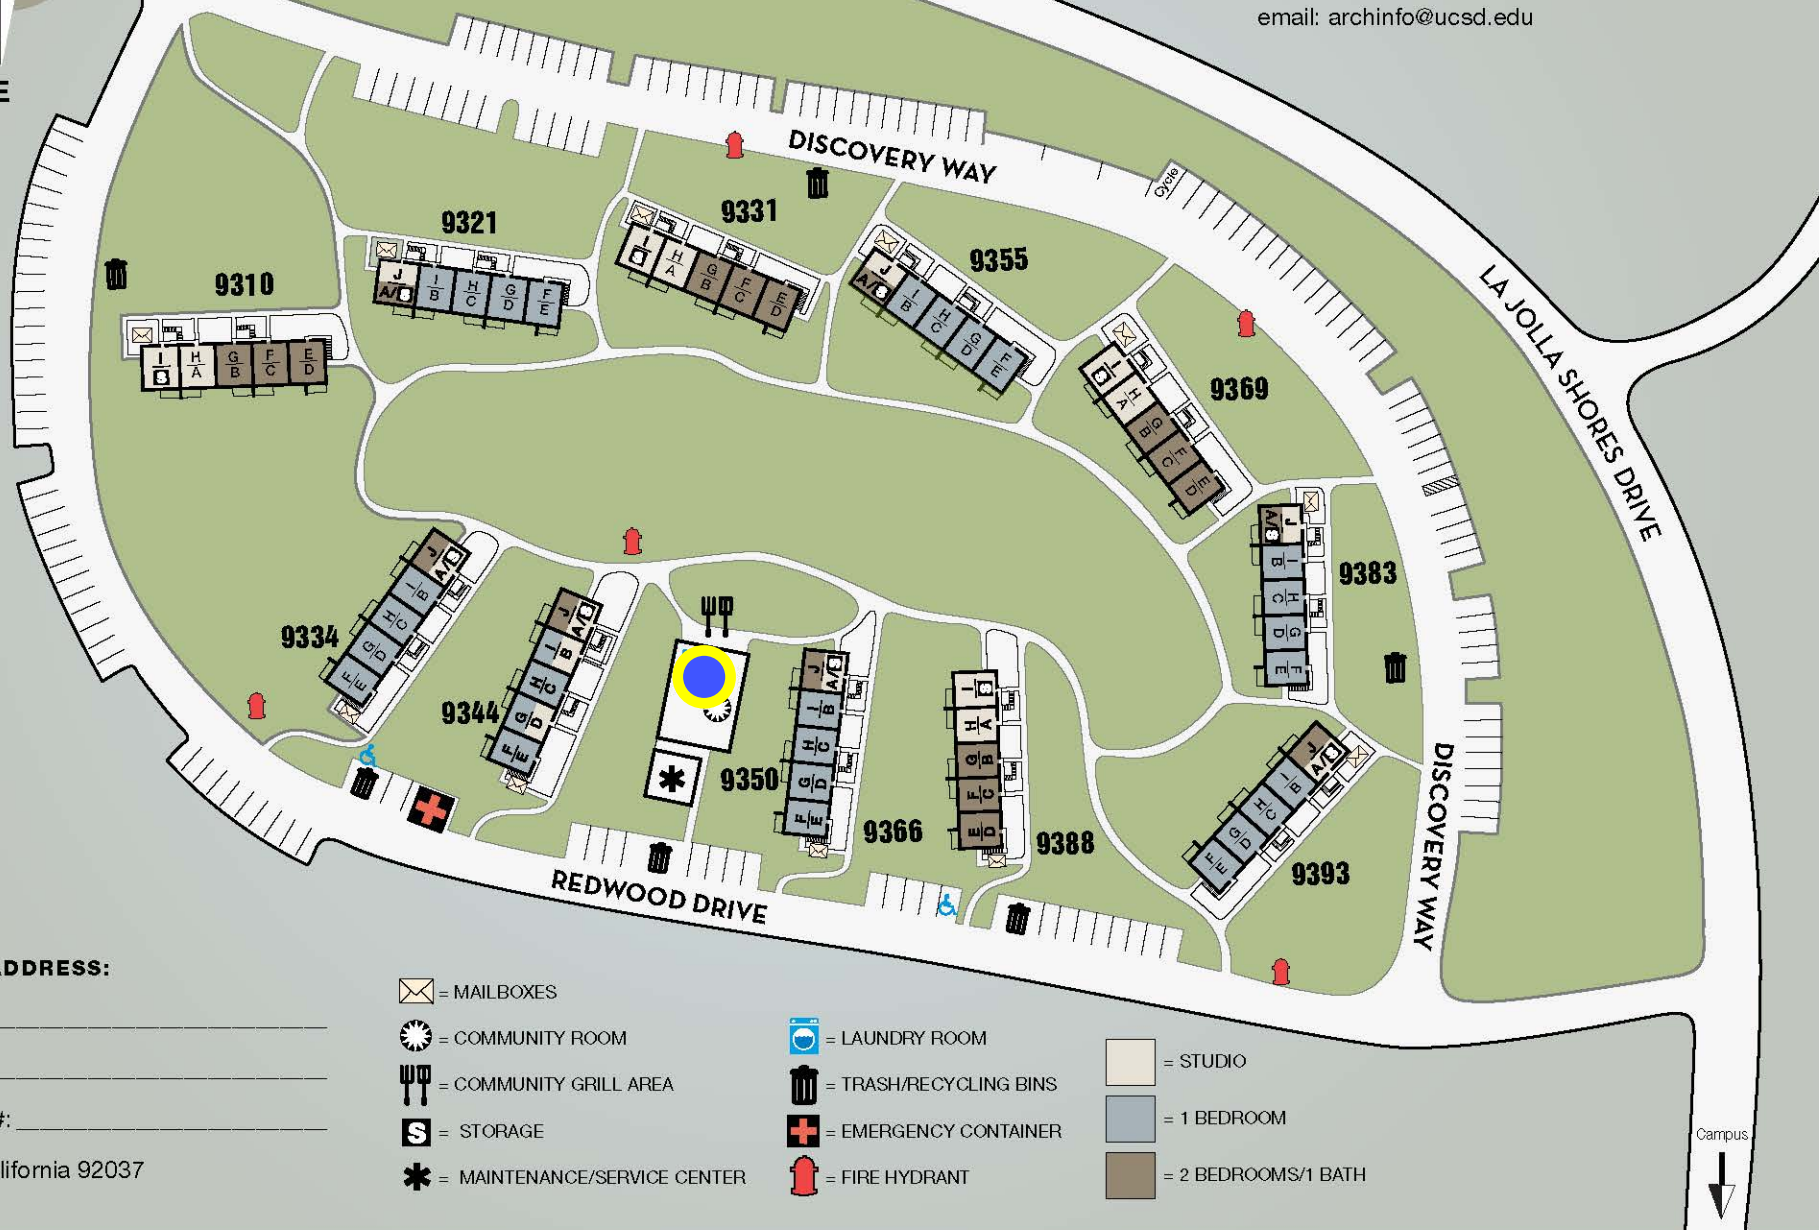 email: archinfo@ucsd.edu
E
DISCOVERY WAY
Cycle
LA JOLLA SHORES DRIVE
9321
J
A/
I
B
H
C
G
D
F
E
9331
I
H
A
G
B
F
C
E
D
9355
J
A/
I
B
H
C
G
D
F
E
9310
I
S
H
A
G
B
F
C
E
D
9369
I
S
H
A
G
B
F
C
E
D
9383
J
A/S
I
B
H
C
G
D
F
E
9334
J
A/S
I
B
H
C
G
D
F
E
9344
J
A/S
I
B
H
C
G
D
F
E
9350
9366
J
A/S
I
B
H
C
G
D
F
E
9388
I
S
H
A
G
B
F
C
E
D
9393
J
A/S
I
B
H
C
G
D
F
E
DISCOVERY WAY
REDWOOD DRIVE
ADDRESS:
#:
lifornia 92037
= MAILBOXES
= COMMUNITY ROOM
= COMMUNITY GRILL AREA
S = STORAGE
= MAINTENANCE/SERVICE CENTER
= LAUNDRY ROOM
= TRASH/RECYCLING BINS
= EMERGENCY CONTAINER
= FIRE HYDRANT
= STUDIO
= 1 BEDROOM
= 2 BEDROOMS/1 BATH
Campus